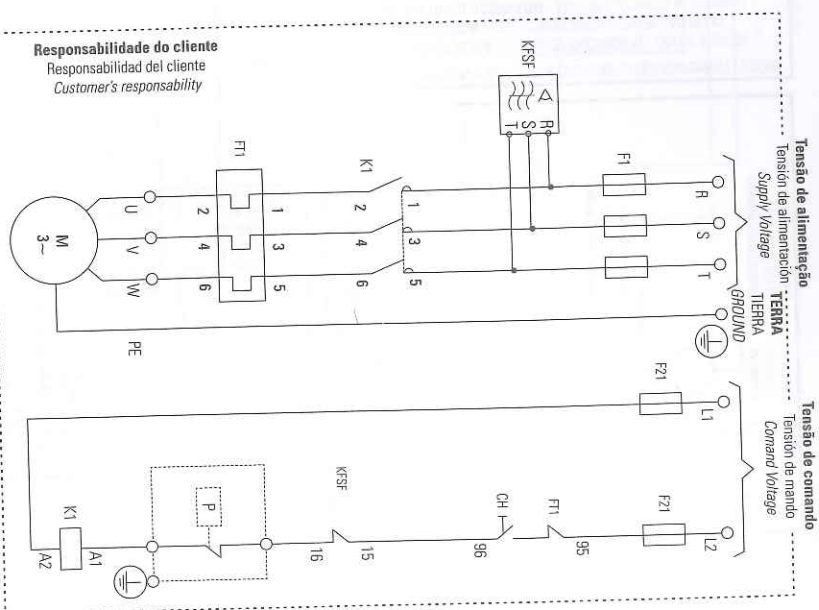 Responsabilidade do cliente
Responsabilidad del cliente
Customer's responsability
Tensão de alimentação
Tensión de alimentación
Supply Voltage
TERRA
TIERRA
GROUND
R
S
T
F1
KFSF
R
S
T
K1
1
3
5
2
4
6
FT1
1
3
5
2
4
6
U
V
W
M
3~
PE
Tensão de comando
Tensión de mando
Comand Voltage
L1
L2
F21
F21
FT1
95
CH
96
KFSF
15
16
P
K1
A1
A2